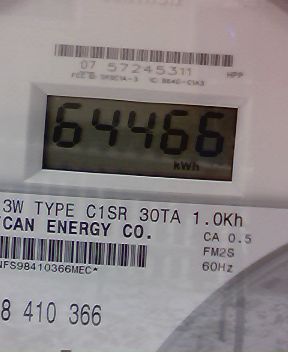 07 57245311 HPP
64466
kWh
3W TYPE C1SR 30TA 1.0Kh
CAN ENERGY CO. CA 0.5
FM2S
NFS98410366MEC* 60Hz
8 410 366